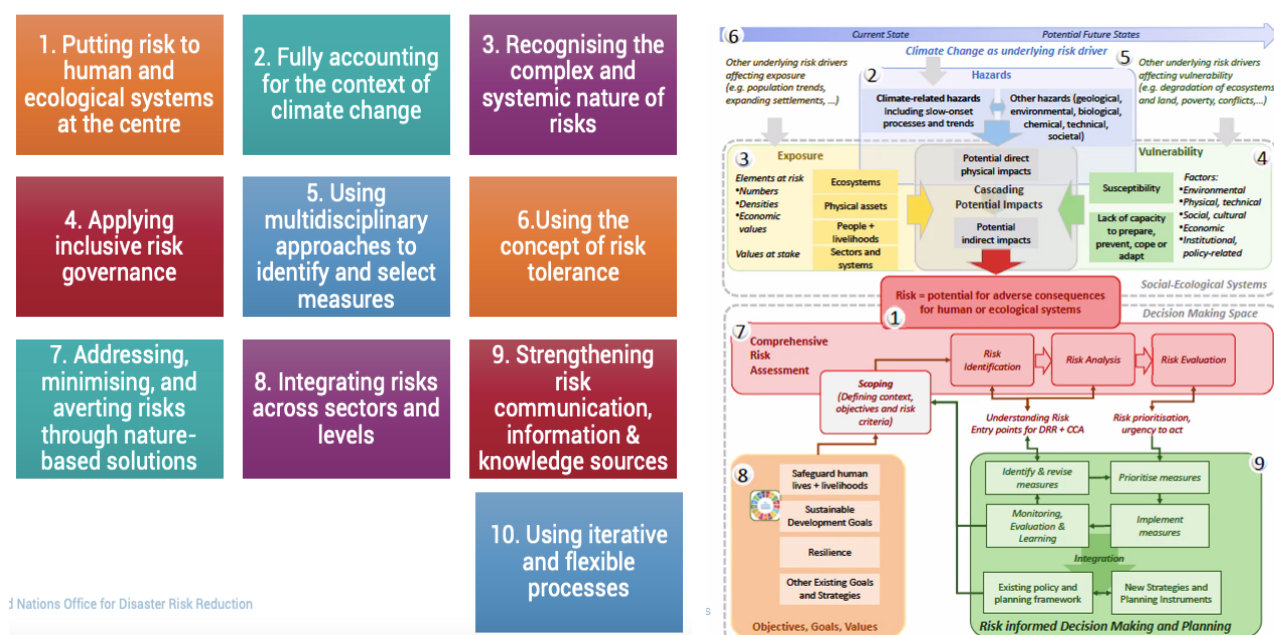 1. Putting risk to
human and
ecological systems
at the centre
2. Fully accounting
for the context of
climate change
3. Recognising the
complex and
systemic nature of
risks
4. Applying
inclusive risk
governance
5. Using
multidisciplinary
approaches to
identify and select
measures
6.Using the
concept of risk
tolerance
7. Addressing,
minimising, and
averting risks
through nature-
based solutions
8. Integrating risks
across sectors and
levels
9. Strengthening
risk
communication,
information &
knowledge sources
10. Using iterative
and flexible
processes
d Nations Office for Disaster Risk Reduction
6
Current State
Potential Future States
Climate Change as underlying risk driver
5
Other underlying risk drivers
affecting exposure
(e.g. population trends,
expanding settlements, ...)
2
Hazards
Climate-related hazards
Including slow-onset
processes and trends
Other hazards (geological,
environmental, biological,
chemical, technical,
societal)
Other underlying risk drivers
affecting vulnerability
(e.g. degradation of ecosystems
and land, poverty, conflicts,...)
3
Exposure
Elements at risk
•Numbers
•Densities
•Economic
values
Values at stake
Ecosystems
Physical assets
People +
livelihoods
Sectors and
systems
Potential direct
physical impacts
Cascading
Potential Impacts
Potential
indirect impacts
Vulnerability
4
Susceptibility
Lack of capacity
to prepare,
prevent, cope or
adapt
Factors:
•Environmental
•Physical, technical
•Social, cultural
•Economic
•Institutional,
policy-related
Social-Ecological Systems
Risk = potential for adverse consequences
for human or ecological systems
1
Decision Making Space
7
Comprehensive
Risk
Assessment
Risk
Identification
Risk Analysis
Risk Evaluation
Scoping
(Defining context,
objectives and risk
criteria)
Understanding Risk
Entry points for DRR + CCA
Risk prioritisation,
urgency to act
8
Safeguard human
lives + livelihoods
Sustainable
Development Goals
Resilience
Other Existing Goals
and Strategies
Objectives, Goals, Values
9
Identify & revise
measures
Prioritise measures
Monitoring,
Evaluation &
Learning
Implement
measures
Integration
Existing policy and
planning framework
New Strategies and
Planning Instruments
Risk informed Decision Making and Planning
s